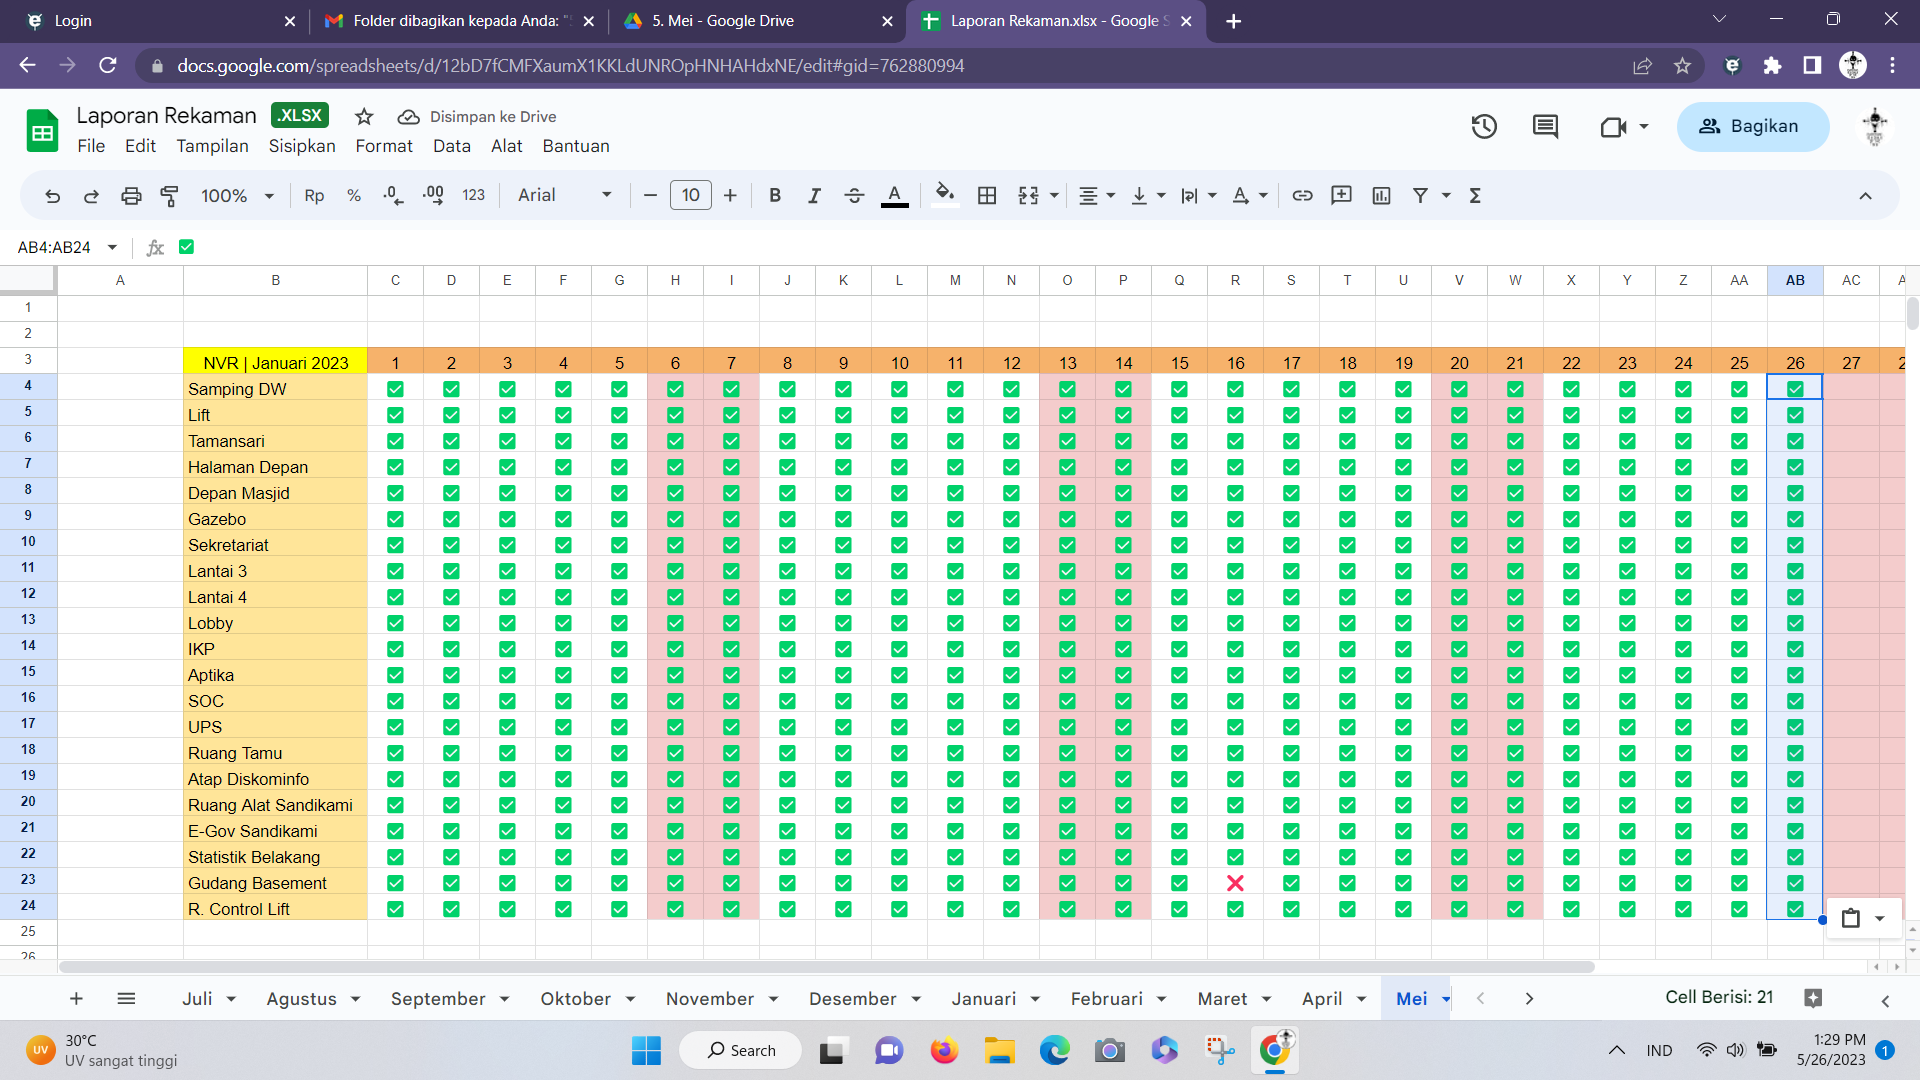 Login
Folder dibagikan kepada Anda: "
5. Mei - Google Drive
Laporan Rekaman.xlsx - Google S
docs.google.com/spreadsheets/d/12bD7fCMFXaumX1KKLdUNROpHNHAHdxNE/edit#gid=762880994
Laporan Rekaman .XLSX Disimpan ke Drive
File Edit Tampilan Sisipkan Format Data Alat Bantuan
Bagikan
100% Rp % .0 .00 123 Arial 10 B I S A Σ
AB4:AB24 fx
A B C D E F G H I J K L M N O P Q R S T U V W X Y Z AA AB AC A
1
2
3 NVR | Januari 2023 1 2 3 4 5 6 7 8 9 10 11 12 13 14 15 16 17 18 19 20 21 22 23 24 25 26 27 2
4 Samping DW
5 Lift
6 Tamansari
7 Halaman Depan
8 Depan Masjid
9 Gazebo
10 Sekretariat
11 Lantai 3
12 Lantai 4
13 Lobby
14 IKP
15 Aptika
16 SOC
17 UPS
18 Ruang Tamu
19 Atap Diskominfo
20 Ruang Alat Sandikami
21 E-Gov Sandikami
22 Statistik Belakang
23 Gudang Basement
24 R. Control Lift
25
26
Juli Agustus September Oktober November Desember Januari Februari Maret April Mei Cell Berisi: 21
UV 30°C
UV sangat tinggi
Search
IND
1:29 PM
5/26/2023
1